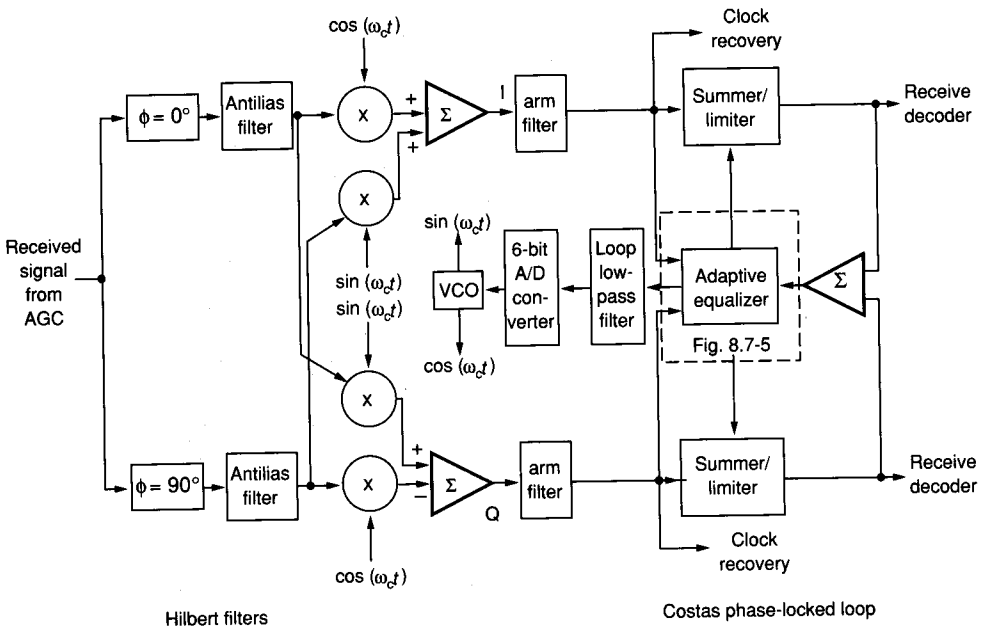 cos (ωct)
Clock
recovery
φ = 0°
Antilias
filter
x
+
+
Σ
I
arm
filter
Summer/
limiter
Receive
decoder
x
Received
signal
from
AGC
sin (ωct)
sin (ωct)
sin (ωct)
VCO
cos (ωct)
6-bit
A/D
con-
verter
Loop
low-
pass
filter
Adaptive
equalizer
Fig. 8.7-5
Σ
x
φ = 90°
Antilias
filter
x
+
−
Σ
Q
arm
filter
Summer/
limiter
Receive
decoder
Clock
recovery
cos (ωct)
Hilbert filters
Costas phase-locked loop